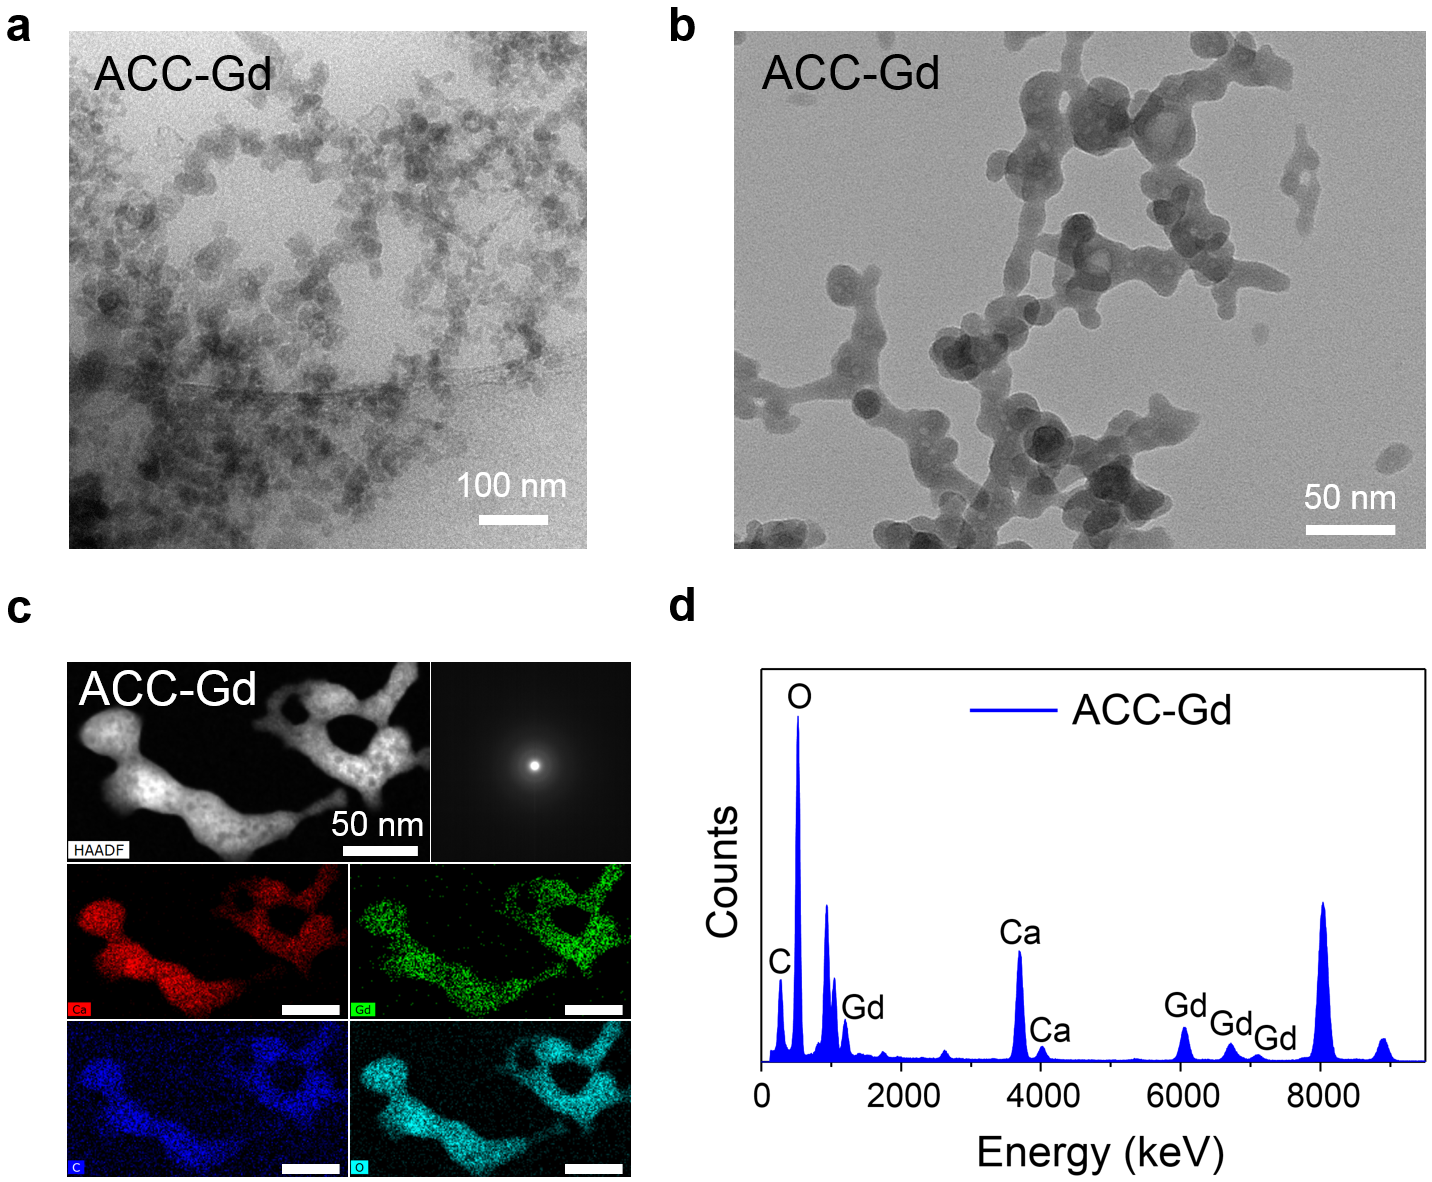 a
ACC-Gd
100 nm
b
ACC-Gd
50 nm
c
ACC-Gd
50 nm
HAADF
Ca
Gd
C
O
d
ACC-Gd
O
C
Gd
Ca
Ca
Gd
Gd
Gd
Counts
0
2000
4000
6000
8000
Energy (keV)